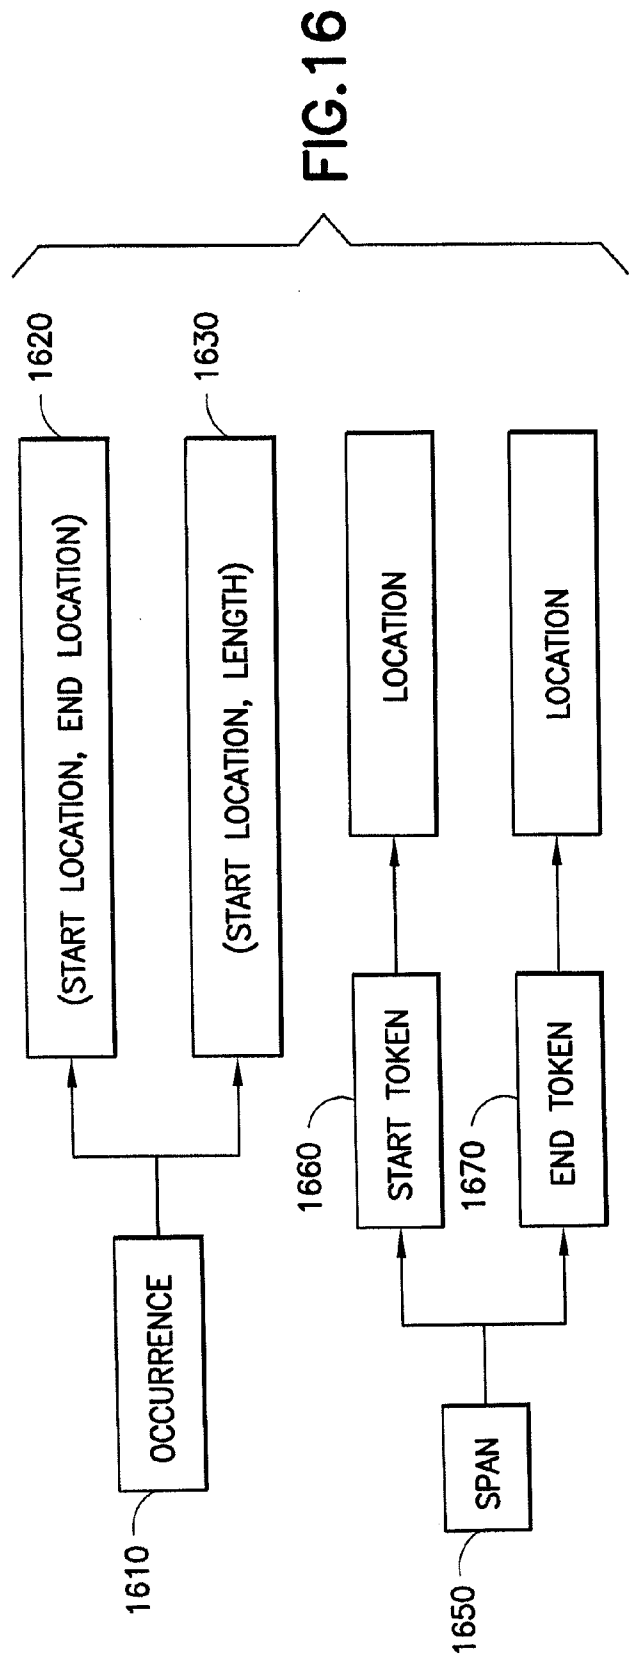 1610
OCCURRENCE
(START LOCATION, END LOCATION)
1620
(START LOCATION, LENGTH)
1630
1650
SPAN
1660
START TOKEN
LOCATION
1670
END TOKEN
LOCATION
FIG.16